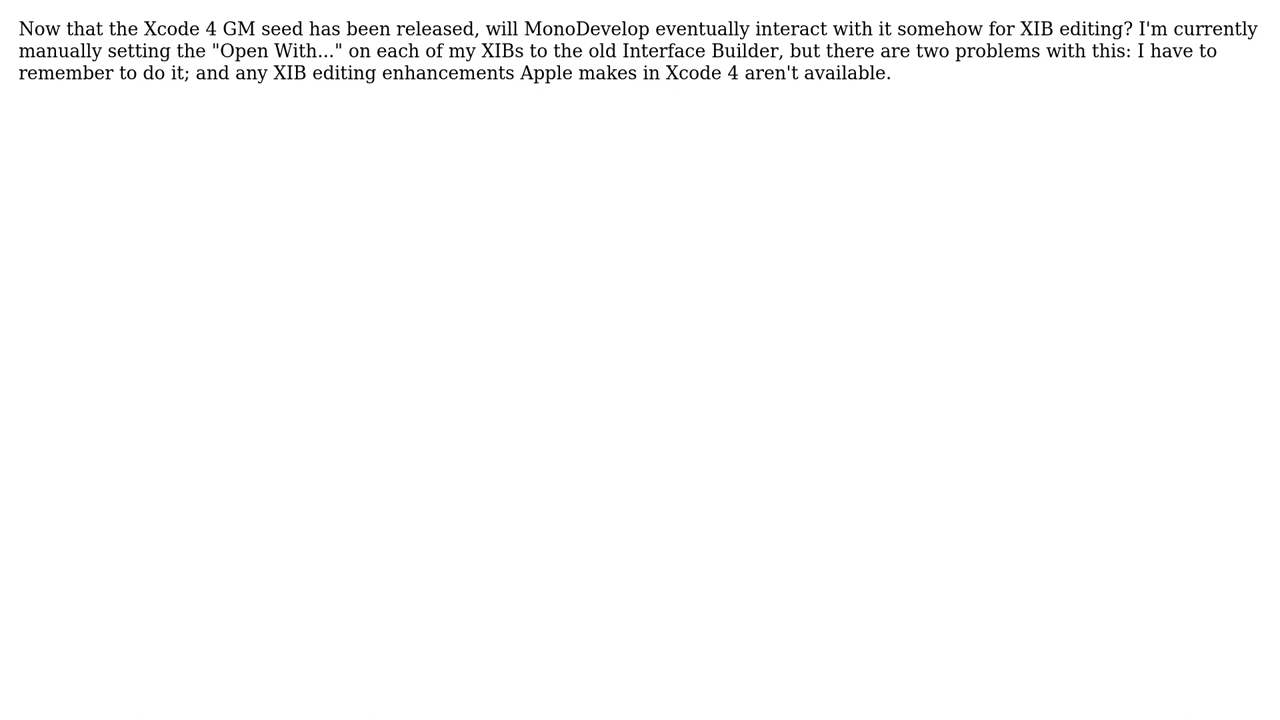 Now that the Xcode 4 GM seed has been released, will MonoDevelop eventually interact with it somehow for XIB editing? I'm currently
manually setting the "Open With..." on each of my XIBs to the old Interface Builder, but there are two problems with this: I have to
remember to do it; and any XIB editing enhancements Apple makes in Xcode 4 aren't available.